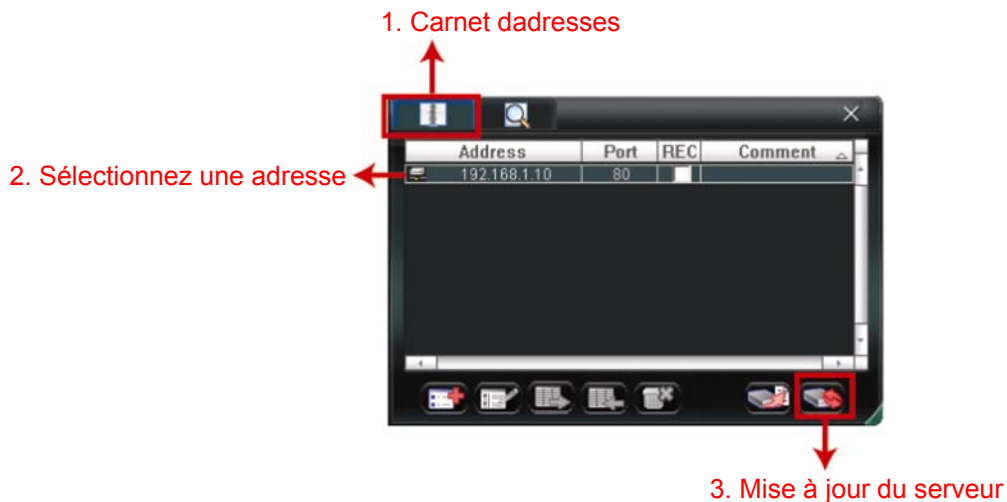 1. Carnet dadresses
Address Port REC Comment
2. Sélectionnez une adresse
192.168.1.10 80
3. Mise à jour du serveur